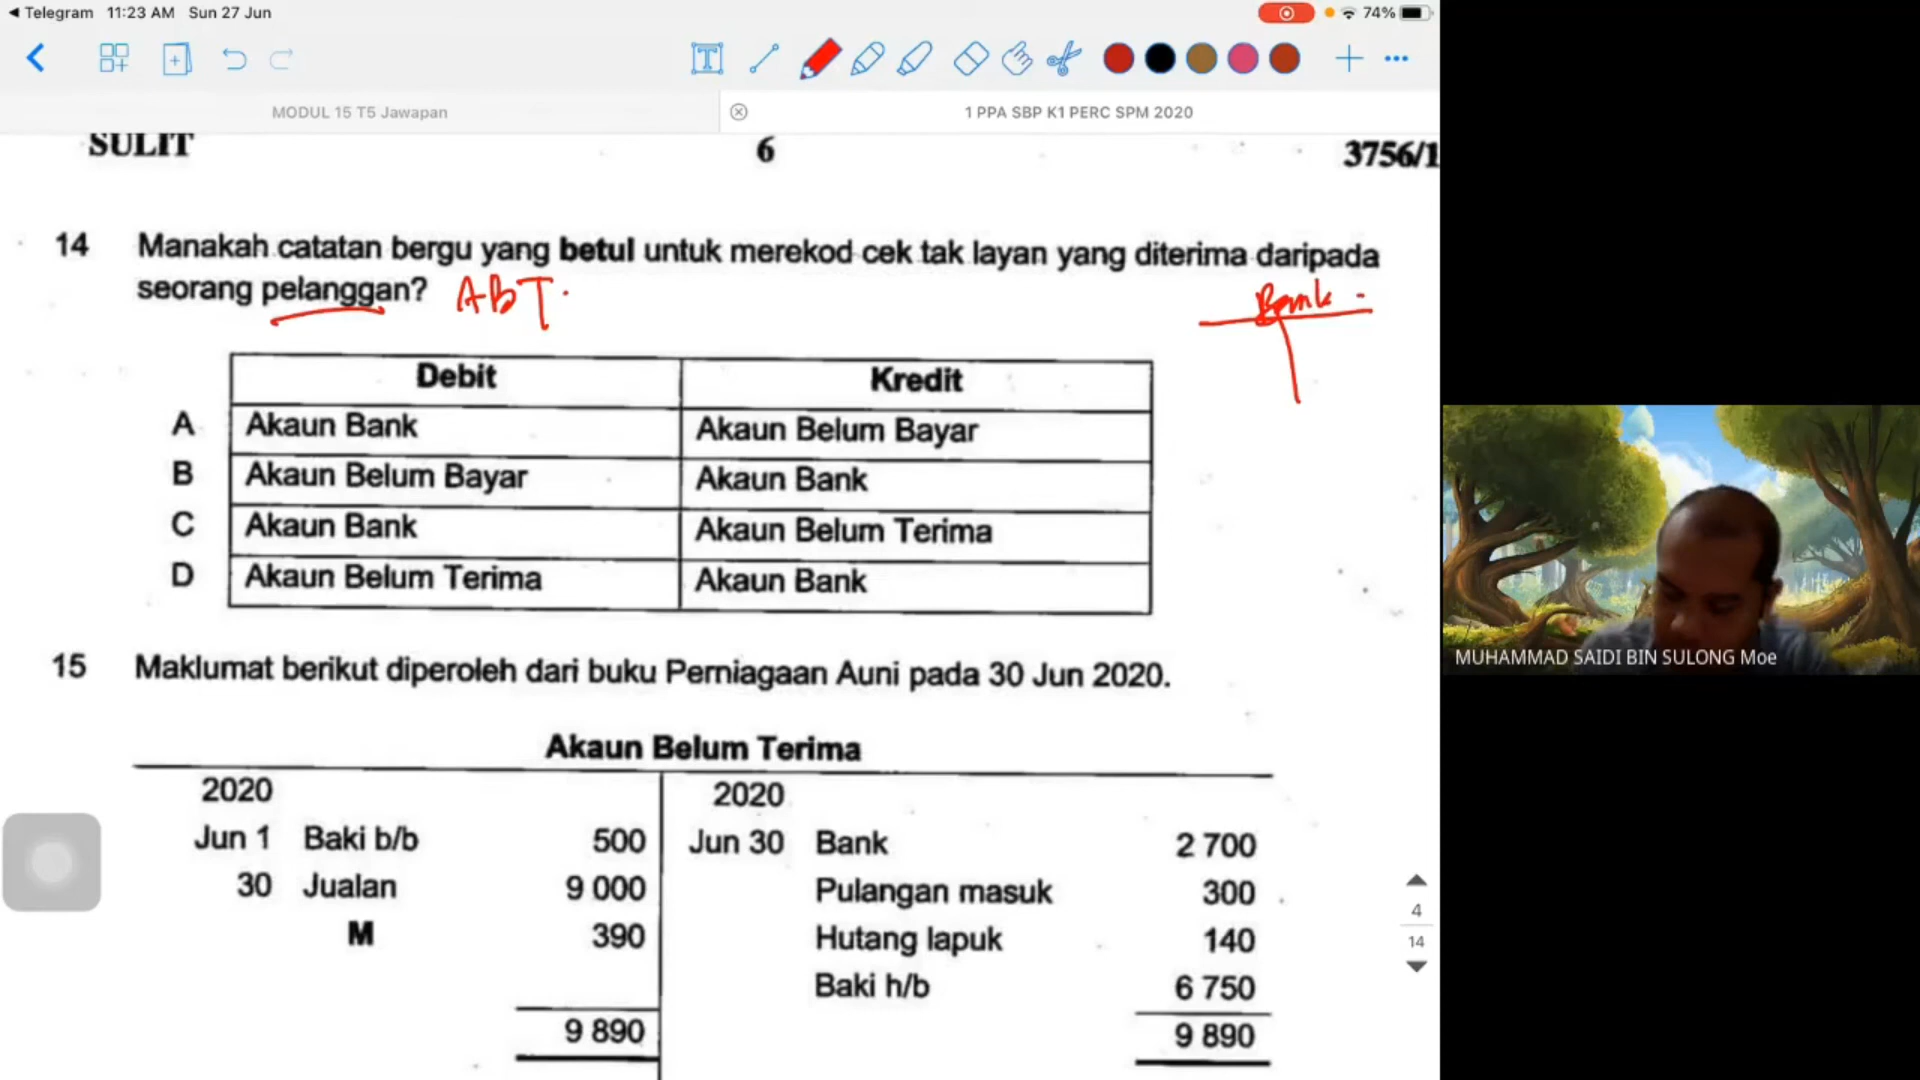 Telegram 11:23 AM Sun 27 Jun 74%
MODUL 15 T5 Jawapan
1 PPA SBP K1 PERC SPM 2020
SULIT 6 3756/1
14 Manakah catatan bergu yang betul untuk merekod cek tak layan yang diterima daripada
seorang pelanggan? ABT.
Bank
Debit Kredit
A Akaun Bank Akaun Belum Bayar
B Akaun Belum Bayar Akaun Bank
C Akaun Bank Akaun Belum Terima
D Akaun Belum Terima Akaun Bank
MUHAMMAD SAIDI BIN SULONG Moe
15 Maklumat berikut diperoleh dari buku Perniagaan Auni pada 30 Jun 2020.
Akaun Belum Terima
2020 2020
Jun 1 Baki b/b 500 Jun 30 Bank 2 700
30 Jualan 9 000 Pulangan masuk 300
M 390 Hutang lapuk 140
Baki h/b 6 750
9 890 9 890
4
14